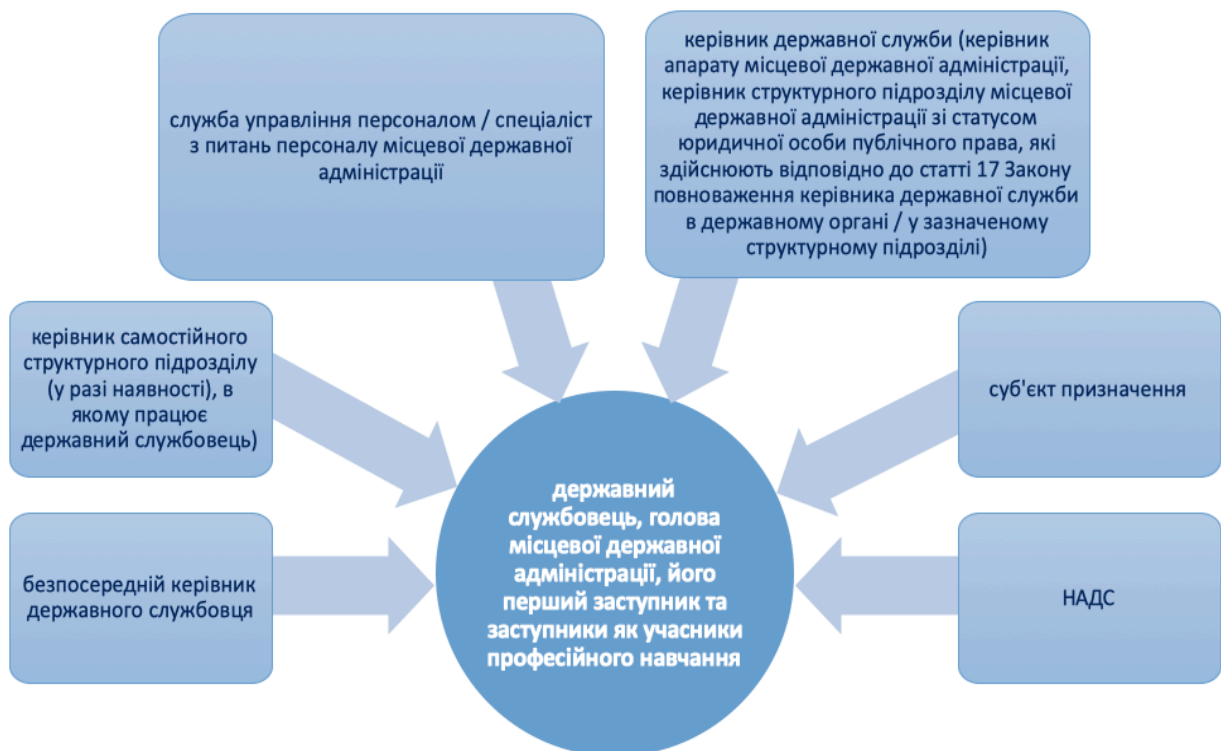 служба управління персоналом / спеціаліст
з питань персоналу місцевої державної
адміністрації
керівник державної служби (керівник
апарату місцевої державної адміністрації,
керівник структурного підрозділу місцевої
державної адміністрації зі статусом
юридичної особи публічного права, які
здійснюють відповідно до статті 17 Закону
повноваження керівника державної служби
в державному органі / у зазначеному
структурному підрозділі)
керівник самостійного
структурного підрозділу
(у разі наявності), в
якому працює
державний службовець)
суб'єкт призначення
безпосередній керівник
державного службовця
державний
службовець, голова
місцевої державної
адміністрації, його
перший заступник та
заступники як учасники
професійного навчання
НАДС